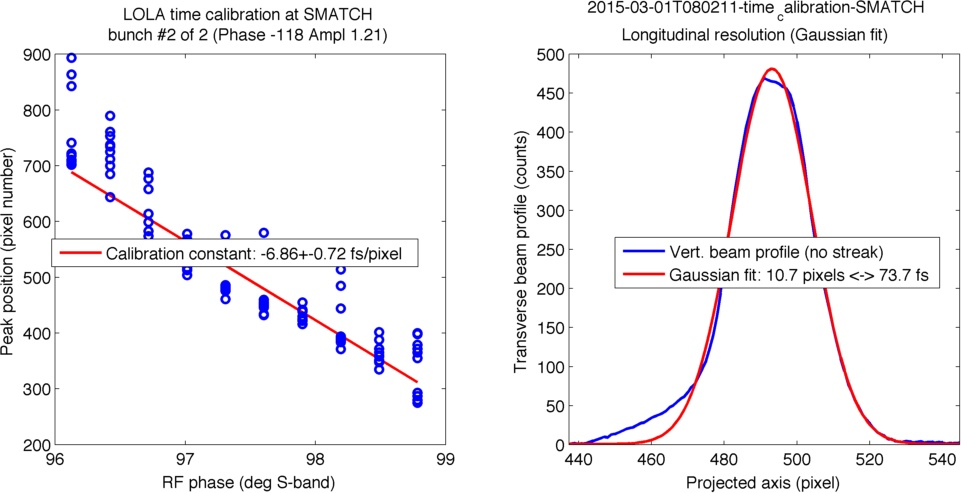 LOLA time calibration at SMATCH
bunch #2 of 2 (Phase -118 Ampl 1.21)
900
800
700
600
500
400
300
200
96
97
98
99
Peak position (pixel number)
RF phase (deg S-band)
Calibration constant: -6.86+-0.72 fs/pixel
2015-03-01T080211-time_calibration-SMATCH
Longitudinal resolution (Gaussian fit)
500
450
400
350
300
250
200
150
100
50
0
440
460
480
500
520
540
Transverse beam profile (counts)
Projected axis (pixel)
Vert. beam profile (no streak)
Gaussian fit: 10.7 pixels <-> 73.7 fs